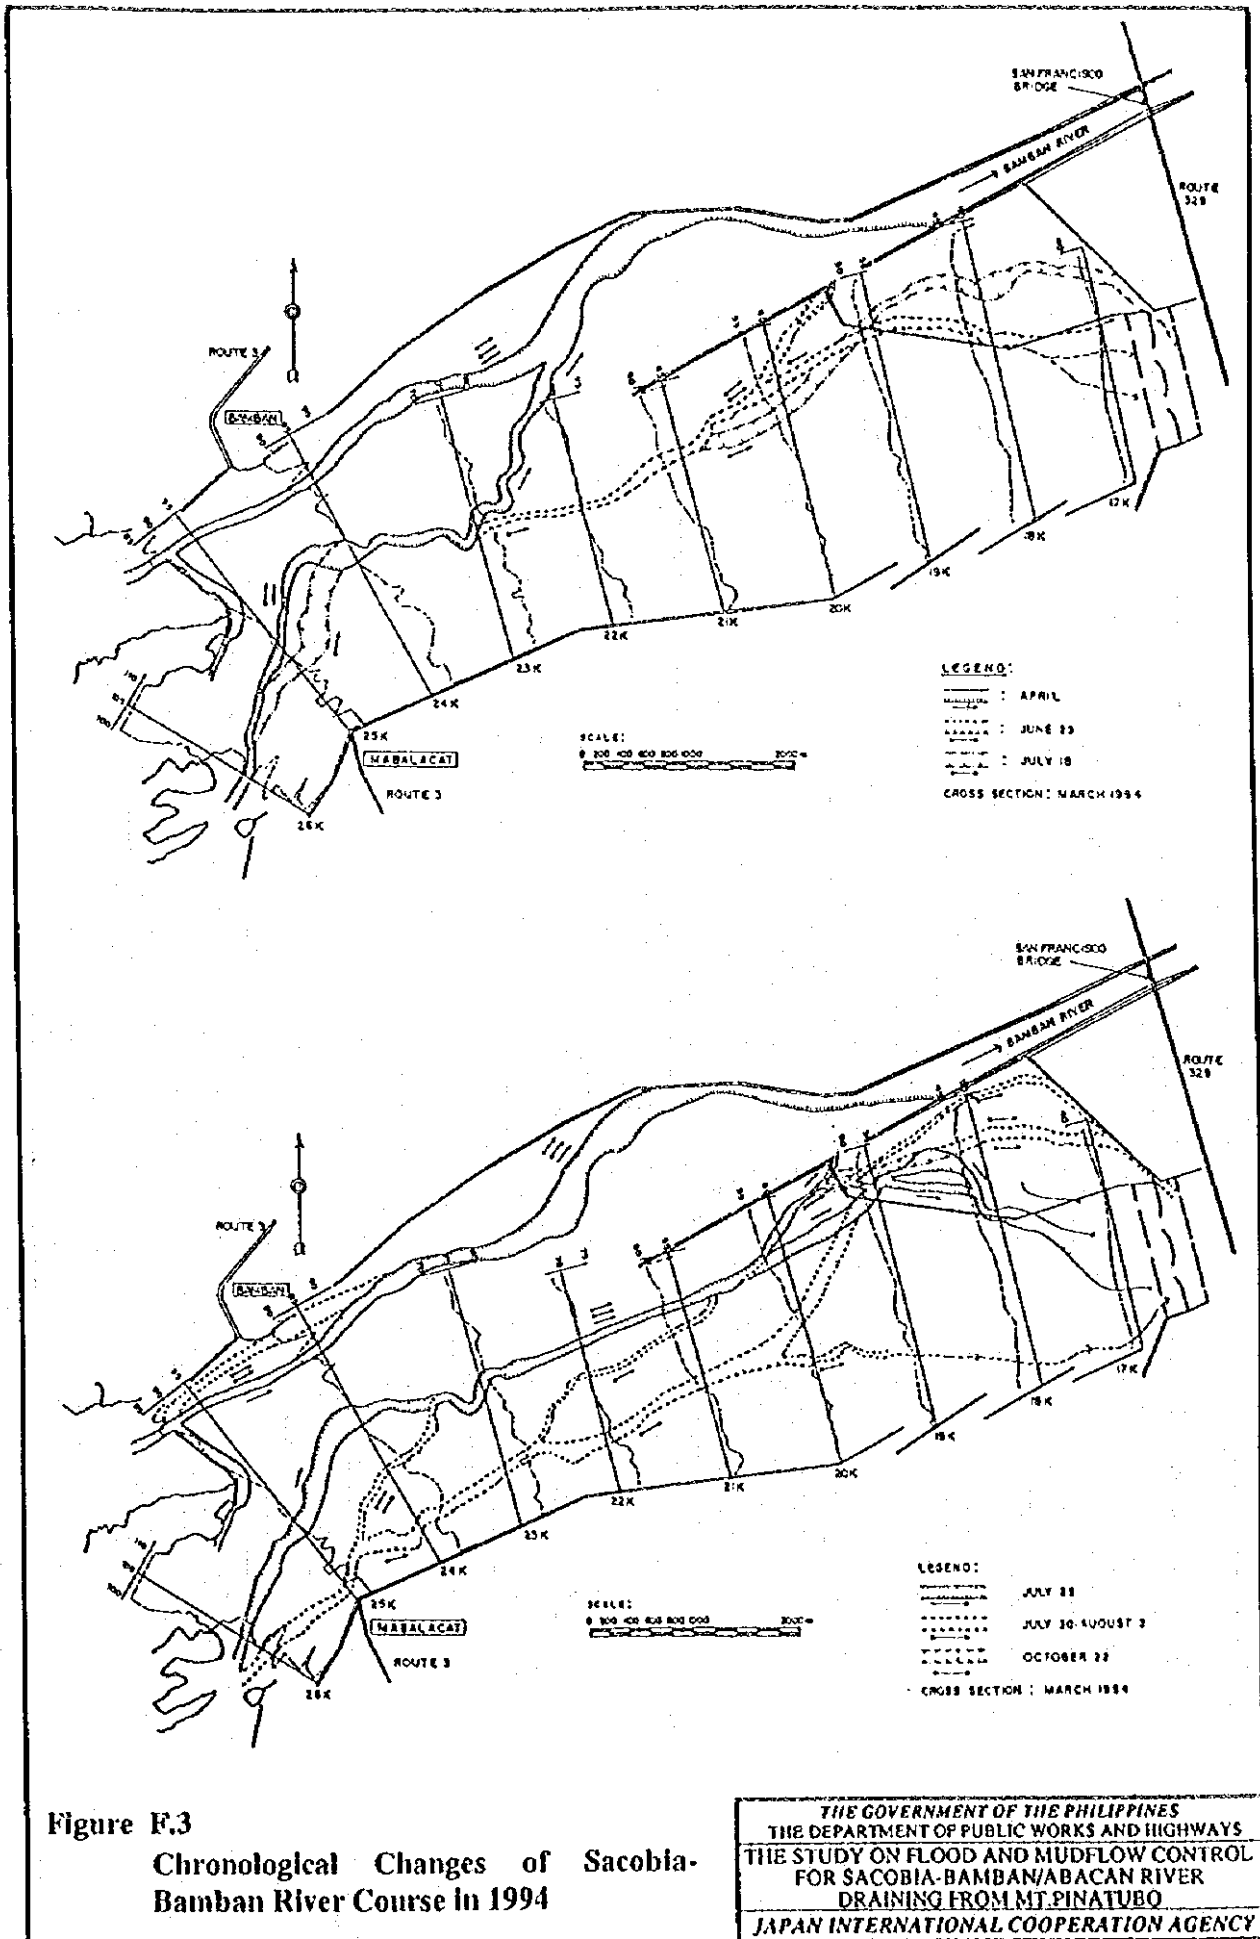 SAN FRANCISCO
BRIDGE
BAMBAN RIVER
ROUTE
329
ROUTE 3
BAMBAN
17K
18K
19K
20K
21K
22K
23K
24K
25K
MABALACAT
ROUTE 3
26K
SCALE:
LEGEND:
: APRIL
: JUNE 23
: JULY 18
CROSS SECTION : MARCH 1994
SAN FRANCISCO
BRIDGE
BAMBAN RIVER
ROUTE
329
ROUTE 3
BAMBAN
17K
18K
19K
20K
21K
22K
23K
24K
25K
MABALACAT
ROUTE 3
26K
SCALE:
LEGEND:
JULY
JULY 30-AUGUST 3
OCTOBER 22
CROSS SECTION : MARCH 1994
Figure F.3
Chronological Changes of Sacobia-
Bamban River Course in 1994
THE GOVERNMENT OF THE PHILIPPINES
THE DEPARTMENT OF PUBLIC WORKS AND HIGHWAYS
THE STUDY ON FLOOD AND MUDFLOW CONTROL
FOR SACOBIA-BAMBAN/ABACAN RIVER
DRAINING FROM MT.PINATUBO
JAPAN INTERNATIONAL COOPERATION AGENCY